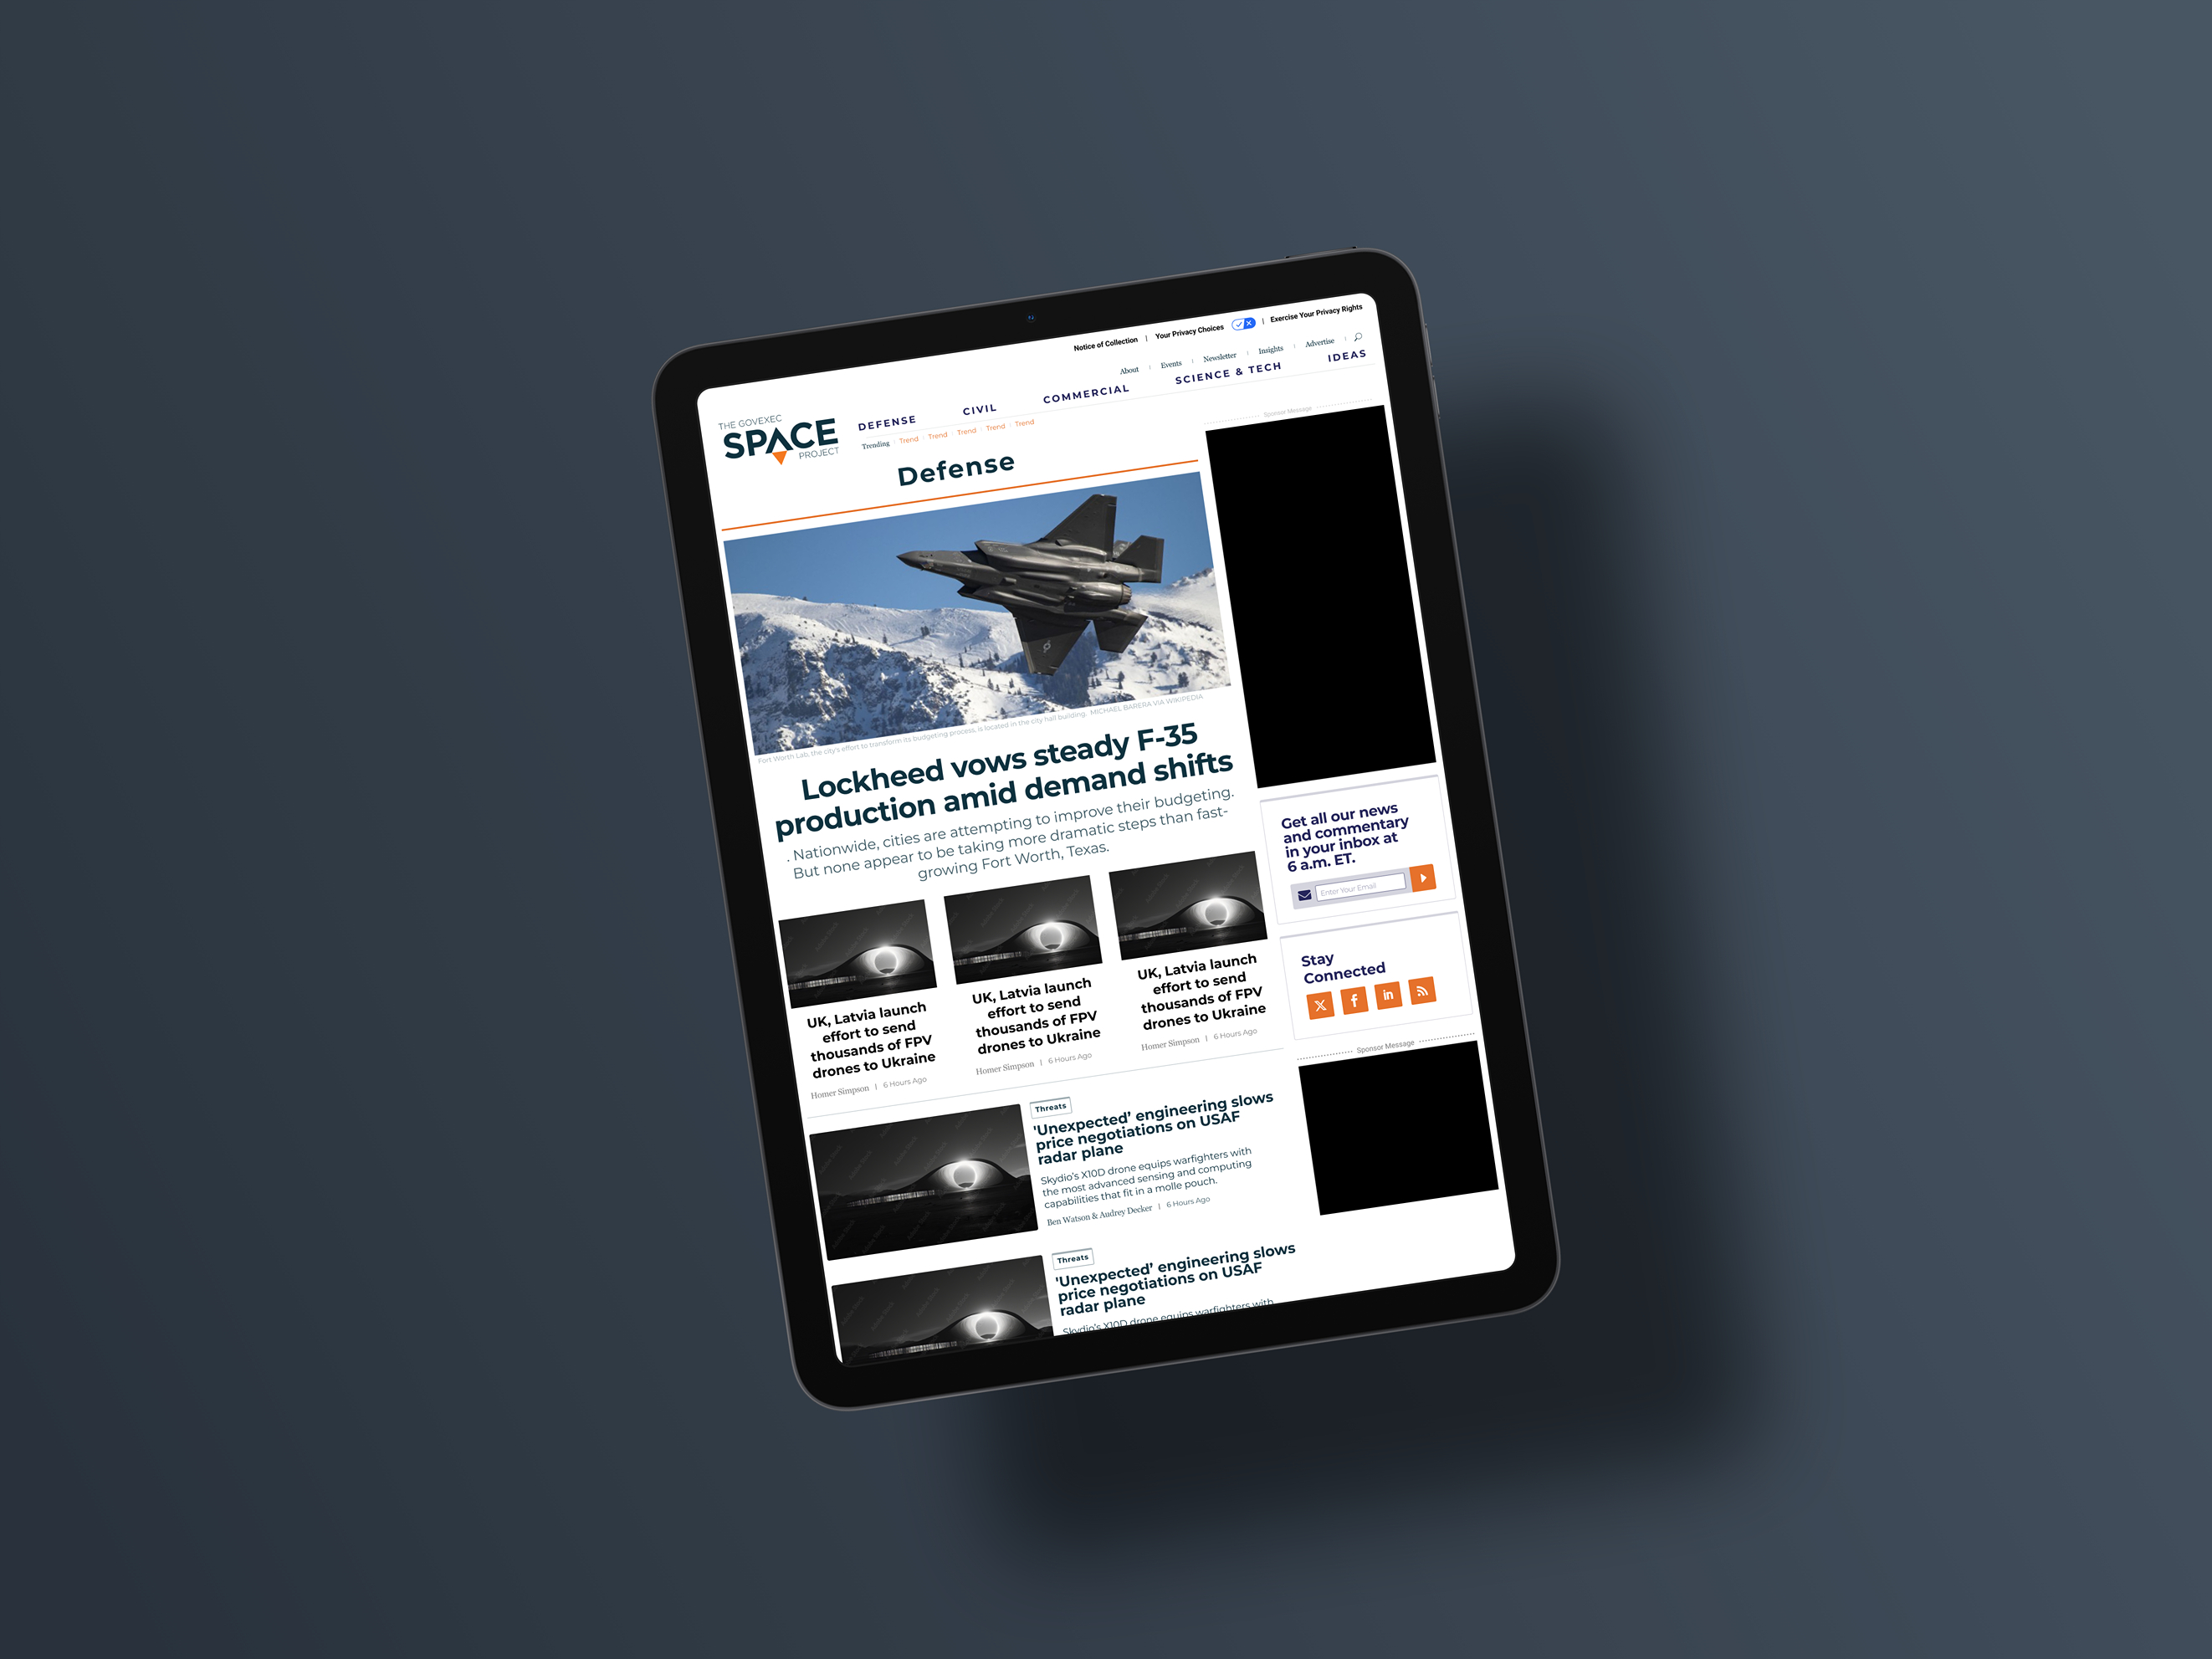 Notice of Collection | Your Privacy Choices | Exercise Your Privacy Rights
About | Events | Newsletter | Insights | Advertise |
THE GOVEXEC
SPACE
PROJECT
DEFENSE CIVIL COMMERCIAL SCIENCE & TECH IDEAS
Trending Trend Trend Trend Trend Trend
Defense
Fort Worth Lab, the city's effort to transform its budgeting process, is located in the city hall building. MICHAEL BARERA VIA WIKIPEDIA
Lockheed vows steady F-35
production amid demand shifts
. Nationwide, cities are attempting to improve their budgeting.
But none appear to be taking more dramatic steps than fast-
growing Fort Worth, Texas.
UK, Latvia launch
effort to send
thousands of FPV
drones to Ukraine
Homer Simpson | 6 Hours Ago
UK, Latvia launch
effort to send
thousands of FPV
drones to Ukraine
Homer Simpson | 6 Hours Ago
UK, Latvia launch
effort to send
thousands of FPV
drones to Ukraine
Homer Simpson | 6 Hours Ago
Threats
'Unexpected' engineering slows
price negotiations on USAF
radar plane
Skydio's X10D drone equips warfighters with
the most advanced sensing and computing
capabilities that fit in a molle pouch.
Ben Watson & Audrey Decker | 6 Hours Ago
Threats
'Unexpected' engineering slows
price negotiations on USAF
radar plane
Skydio's X10D drone equips warfighters with
Sponsor Message
Get all our news
and commentary
in your inbox at
6 a.m. ET.
Enter Your Email
Stay
Connected
X f in
Sponsor Message